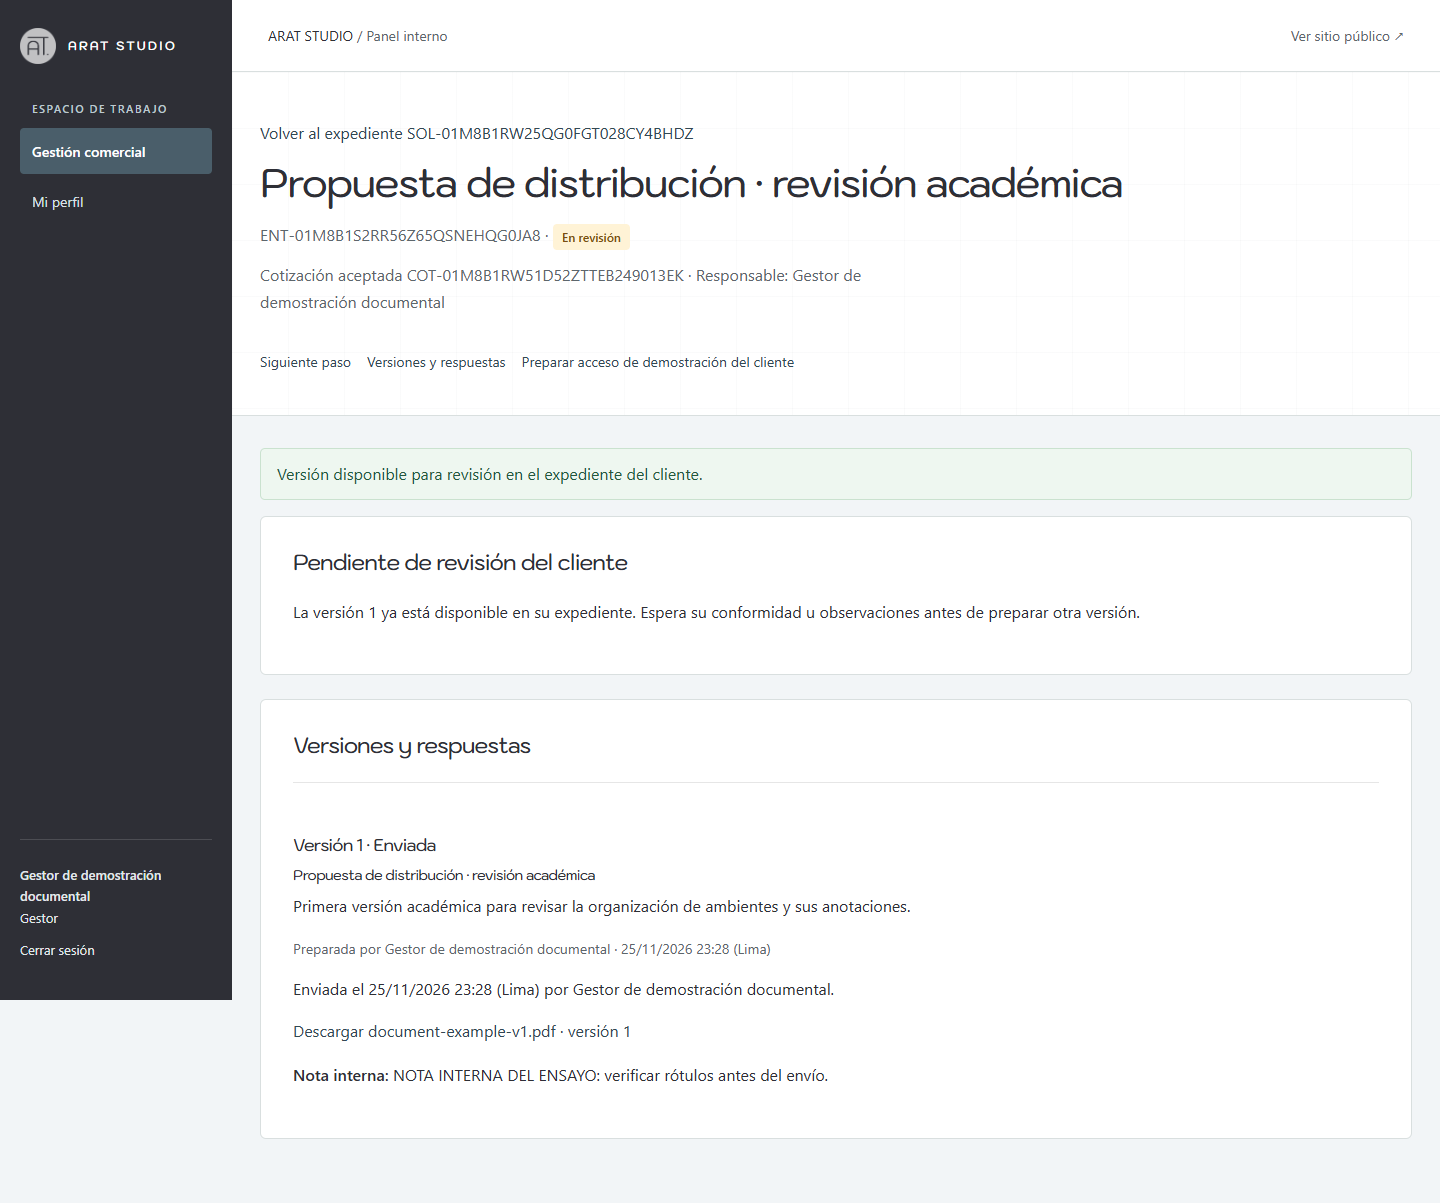 AT.
ARAT STUDIO
ESPACIO DE TRABAJO
Gestión comercial
Mi perfil
Gestor de demostración
documental
Gestor
Cerrar sesión
ARAT STUDIO / Panel interno
Ver sitio público ↗
Volver al expediente SOL-01M8B1RW25QG0FGT028CY4BHDZ
Propuesta de distribución · revisión académica
ENT-01M8B1S2RR56Z65QSNEHQG0JA8 · En revisión
Cotización aceptada COT-01M8B1RW51D52ZTTEB249013EK · Responsable: Gestor de
demostración documental
Siguiente paso Versiones y respuestas Preparar acceso de demostración del cliente
Versión disponible para revisión en el expediente del cliente.
Pendiente de revisión del cliente
La versión 1 ya está disponible en su expediente. Espera su conformidad u observaciones antes de preparar otra versión.
Versiones y respuestas
Versión 1 · Enviada
Propuesta de distribución · revisión académica
Primera versión académica para revisar la organización de ambientes y sus anotaciones.
Preparada por Gestor de demostración documental · 25/11/2026 23:28 (Lima)
Enviada el 25/11/2026 23:28 (Lima) por Gestor de demostración documental.
Descargar document-example-v1.pdf · versión 1
Nota interna: NOTA INTERNA DEL ENSAYO: verificar rótulos antes del envío.